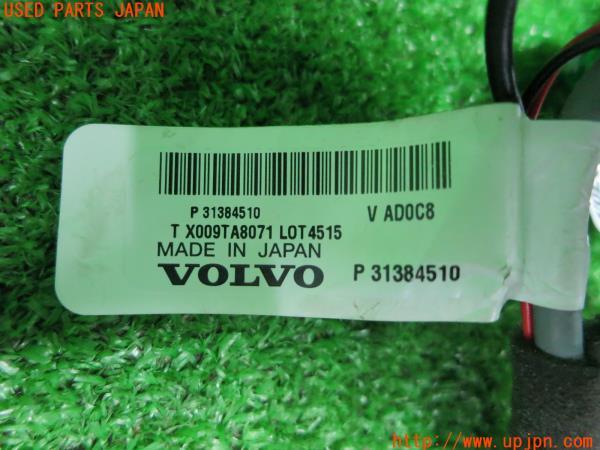 USED PARTS JAPAN
P 31384510 V AD0C8
T X009TA8071 LOT4515
MADE IN JAPAN
VOLVO P 31384510
http://www.upjpn.com/